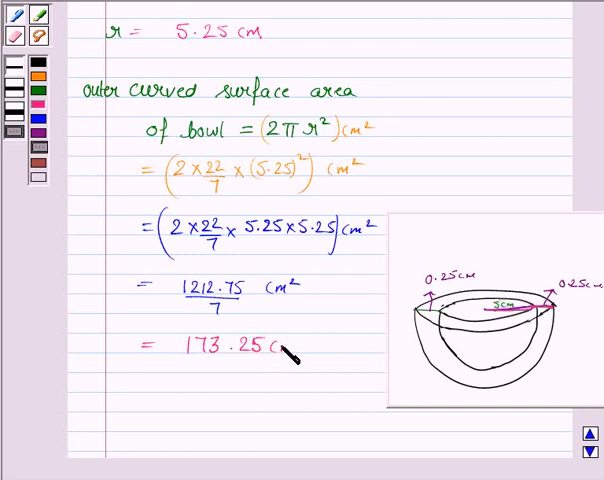 r = 5.25 cm
outer curved surface area
of bowl = (2πr²) cm²
= (2 × 22/7 × (5.25)²) cm²
= (2 × 22/7 × 5.25 × 5.25) cm²
= 1212.75/7 cm²
= 173.25 c
0.25cm
0.25cm
5cm